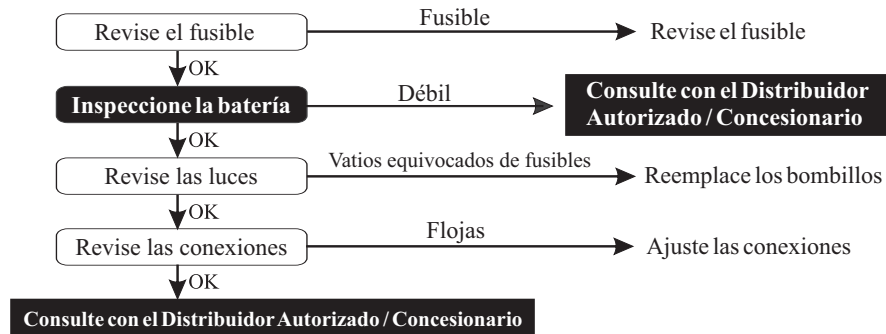 Revise el fusible
Fusible
Revise el fusible
OK
Inspeccione la batería
Débil
Consulte con el Distribuidor
Autorizado / Concesionario
OK
Revise las luces
Vatios equivocados de fusibles
Reemplace los bombillos
OK
Revise las conexiones
Flojas
Ajuste las conexiones
OK
Consulte con el Distribuidor Autorizado / Concesionario